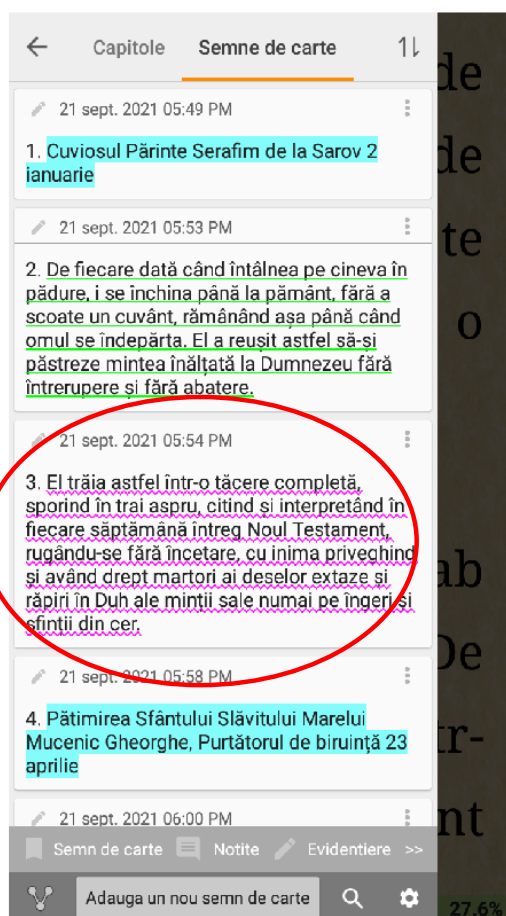 Capitole Semne de carte
21 sept. 2021 05:49 PM
1. Cuviosul Părinte Serafim de la Sarov 2
ianuarie
21 sept. 2021 05:53 PM
2. De fiecare dată când întâlnea pe cineva în
pădure, i se închina până la pământ, fără a
scoate un cuvânt, rămânând așa până când
omul se îndepărta. El a reușit astfel să-și
păstreze mintea înălțată la Dumnezeu fără
întrerupere și fără abatere.
21 sept. 2021 05:54 PM
3. El trăia astfel într-o tăcere completă,
sporind în trai aspru, citind și interpretând în
fiecare săptămână întreg Noul Testament,
rugându-se fără încetare, cu inima priveghind
și având drept martori ai deselor extaze și
răpiri în Duh ale minții sale numai pe îngeri și
sfinții din cer.
21 sept. 2021 05:58 PM
4. Pătimirea Sfântului Slăvitului Marelui
Mucenic Gheorghe, Purtătorul de biruință 23
aprilie
21 sept. 2021 06:00 PM
Semn de carte Notite Evidentiere >>
Adauga un nou semn de carte
de
de
te
o
ab
De
tr-
nt
27.6%